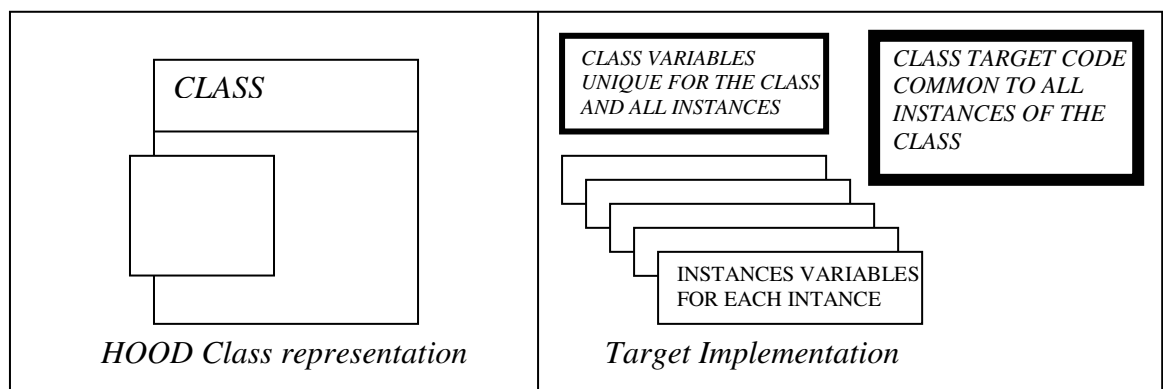 CLASS
HOOD Class representation
CLASS VARIABLES
UNIQUE FOR THE CLASS
AND ALL INSTANCES
CLASS TARGET CODE
COMMON TO ALL
INSTANCES OF THE
CLASS
INSTANCES VARIABLES
FOR EACH INTANCE
Target Implementation